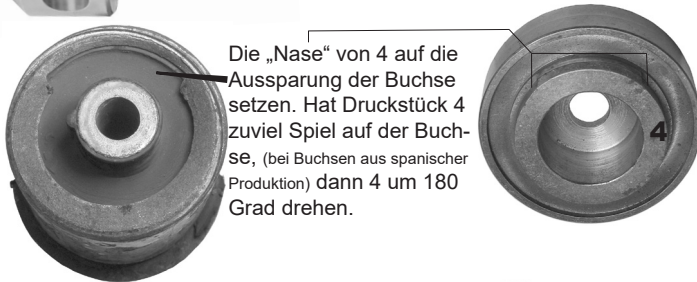 Die „Nase“ von 4 auf die
Aussparung der Buchse
setzen. Hat Druckstück 4
zuviel Spiel auf der Buch-
se, (bei Buchsen aus spanischer
Produktion) dann 4 um 180
Grad drehen.
4